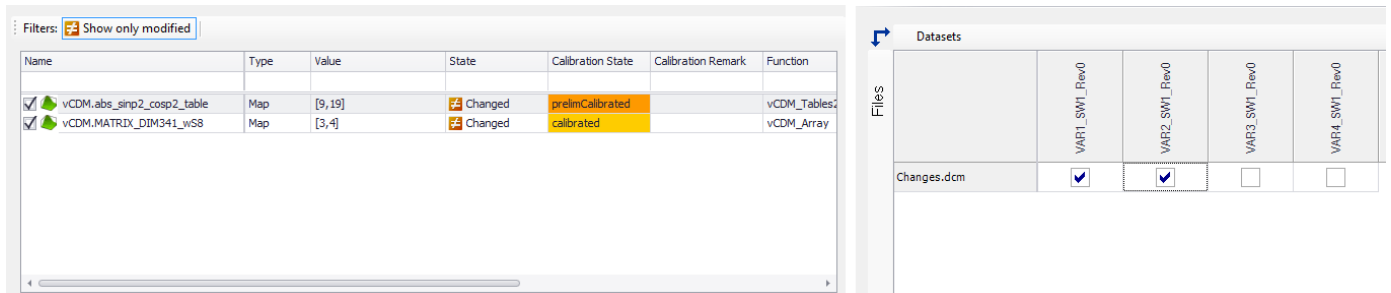 Filters: Show only modified
Name Type Value State Calibration State Calibration Remark Function
vCDM.abs_sinp2_cosp2_table Map [9,19] Changed prelimCalibrated vCDM_Tables2
vCDM.MATRIX_DIM341_wS8 Map [3,4] Changed calibrated vCDM_Array
Datasets
Files
VAR1_SW1_Rev0 VAR2_SW1_Rev0 VAR3_SW1_Rev0 VAR4_SW1_Rev0
Changes.dcm